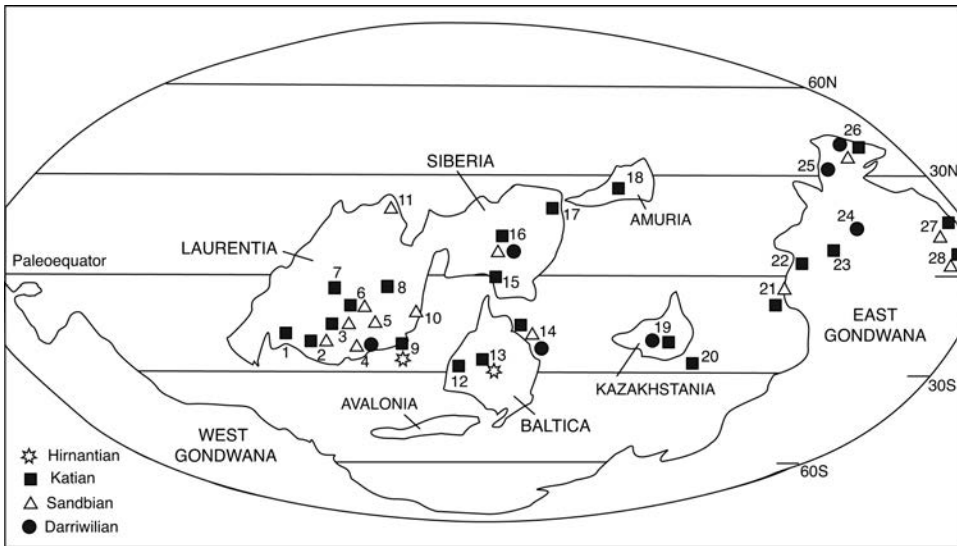 60N
26
SIBERIA
30N
25
18
11
17
AMURIA
24
27
LAURENTIA
16
Paleoequator
22
23
28
7
15
8
21
6
10
EAST
GONDWANA
5
14
19
3
1
2
4
9
13
20
12
KAZAKHSTANIA
30S
AVALONIA
BALTICA
WEST
GONDWANA
Hirnantian
60S
Katian
Sandbian
Darriwilian